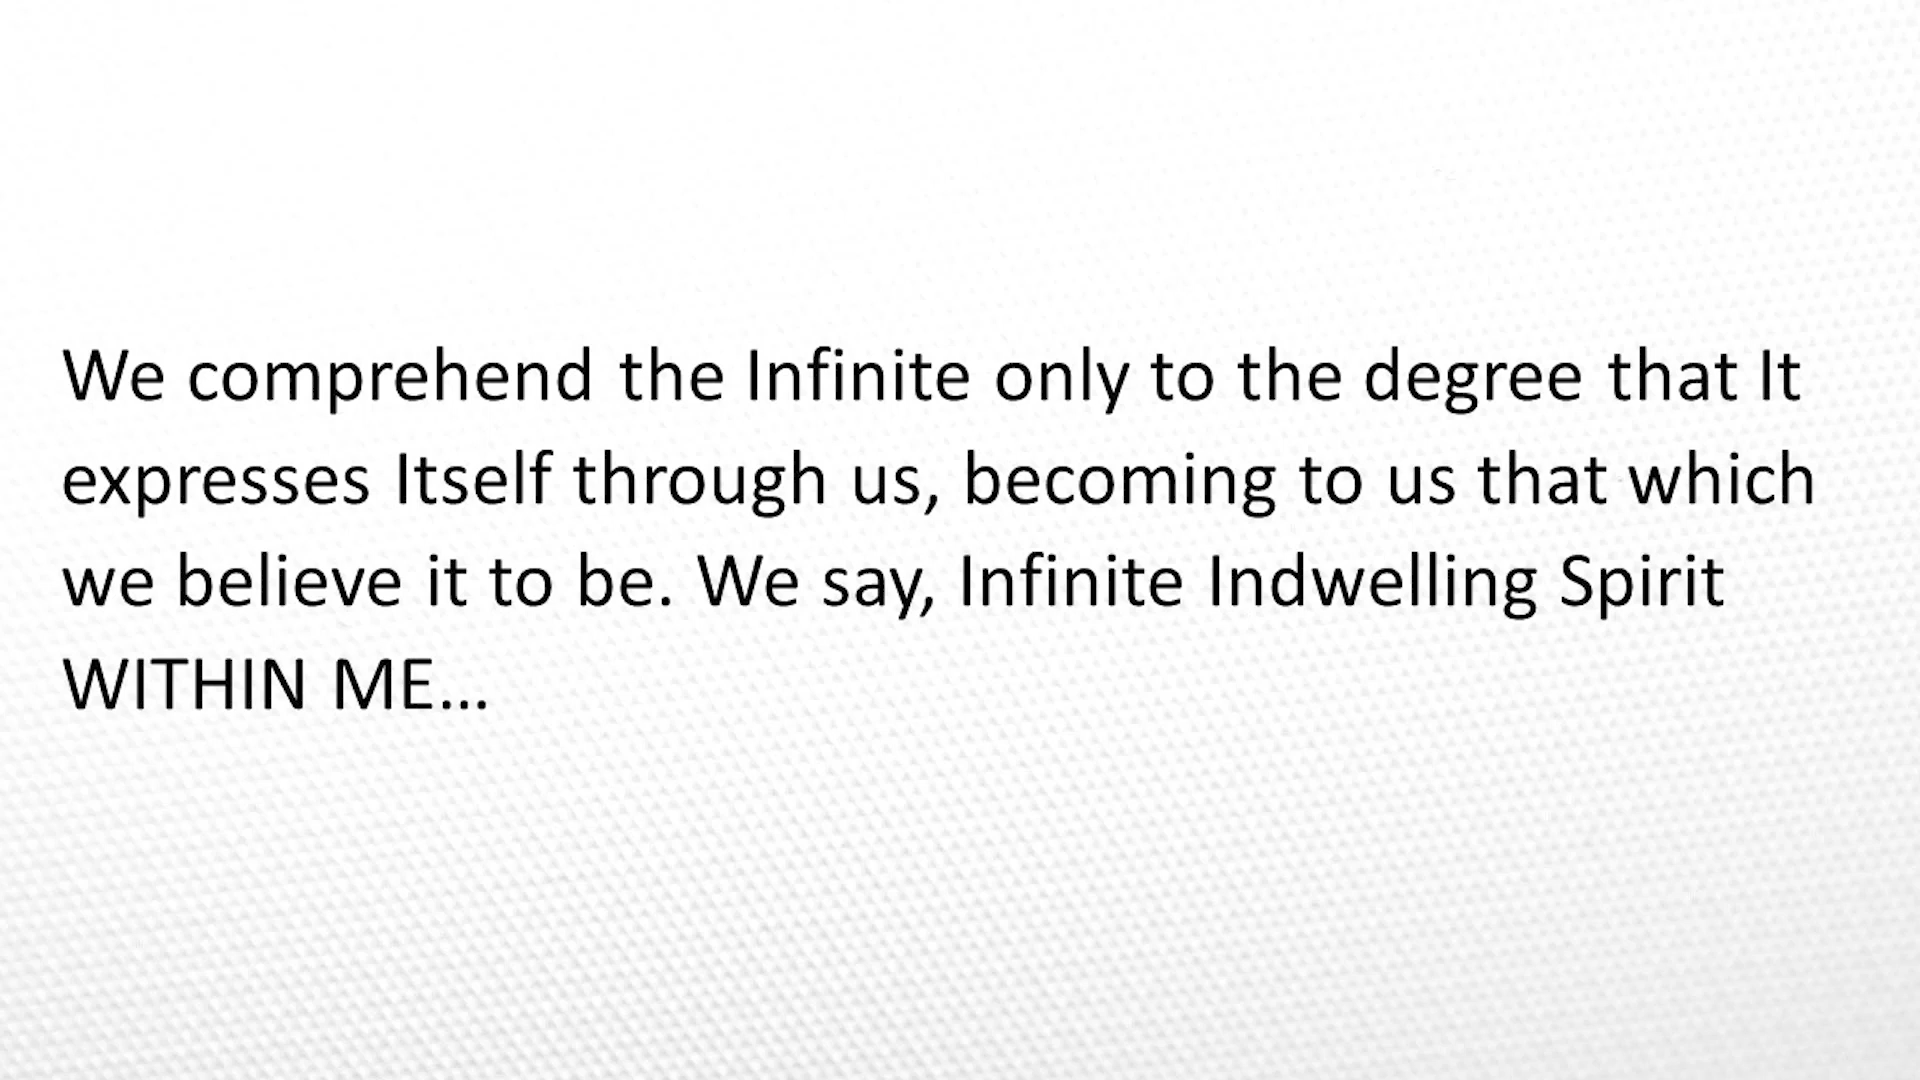 We comprehend the Infinite only to the degree that It
expresses Itself through us, becoming to us that which
we believe it to be. We say, Infinite Indwelling Spirit
WITHIN ME...